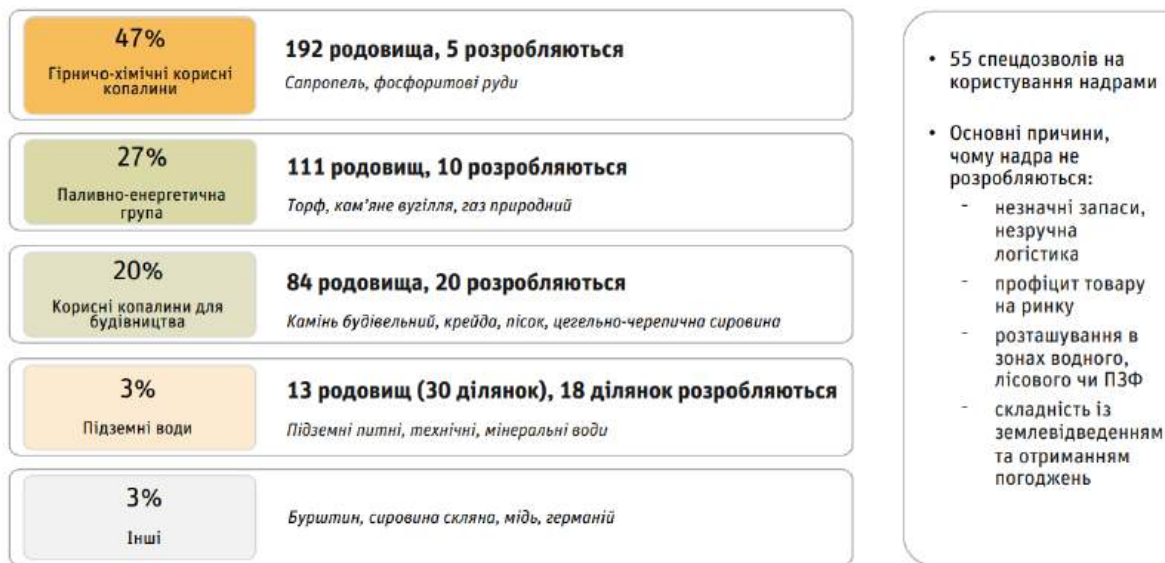 47%
Гірничо-хімічні корисні
копалини
192 родовища, 5 розробляються
Сапропель, фосфоритові руди
27%
Паливно-енергетична
група
111 родовищ, 10 розробляються
Торф, кам’яне вугілля, газ природний
20%
Корисні копалини для
будівництва
84 родовища, 20 розробляються
Камінь будівельний, крейда, пісок, цегельно-черепична сировина
3%
Підземні води
13 родовищ (30 ділянок), 18 ділянок розробляються
Підземні питні, технічні, мінеральні води
3%
Інші
Бурштин, сировина скляна, мідь, германій
• 55 спецдозволів на
користування надрами
• Основні причини,
чому надра не
розробляються:
- незначні запаси,
незручна
логістика
- профіцит товару
на ринку
- розташування в
зонах водного,
лісового чи ПЗФ
- складність із
землевідведенням
та отриманням
погоджень